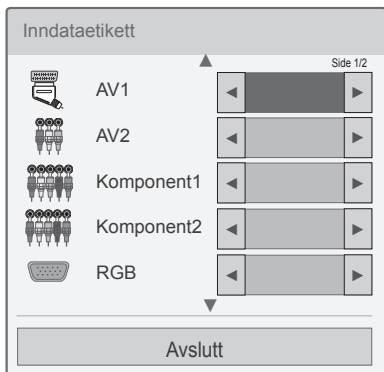 Inndataetikett
Side 1/2
AV1
AV2
Komponent1
Komponent2
RGB
Avslutt